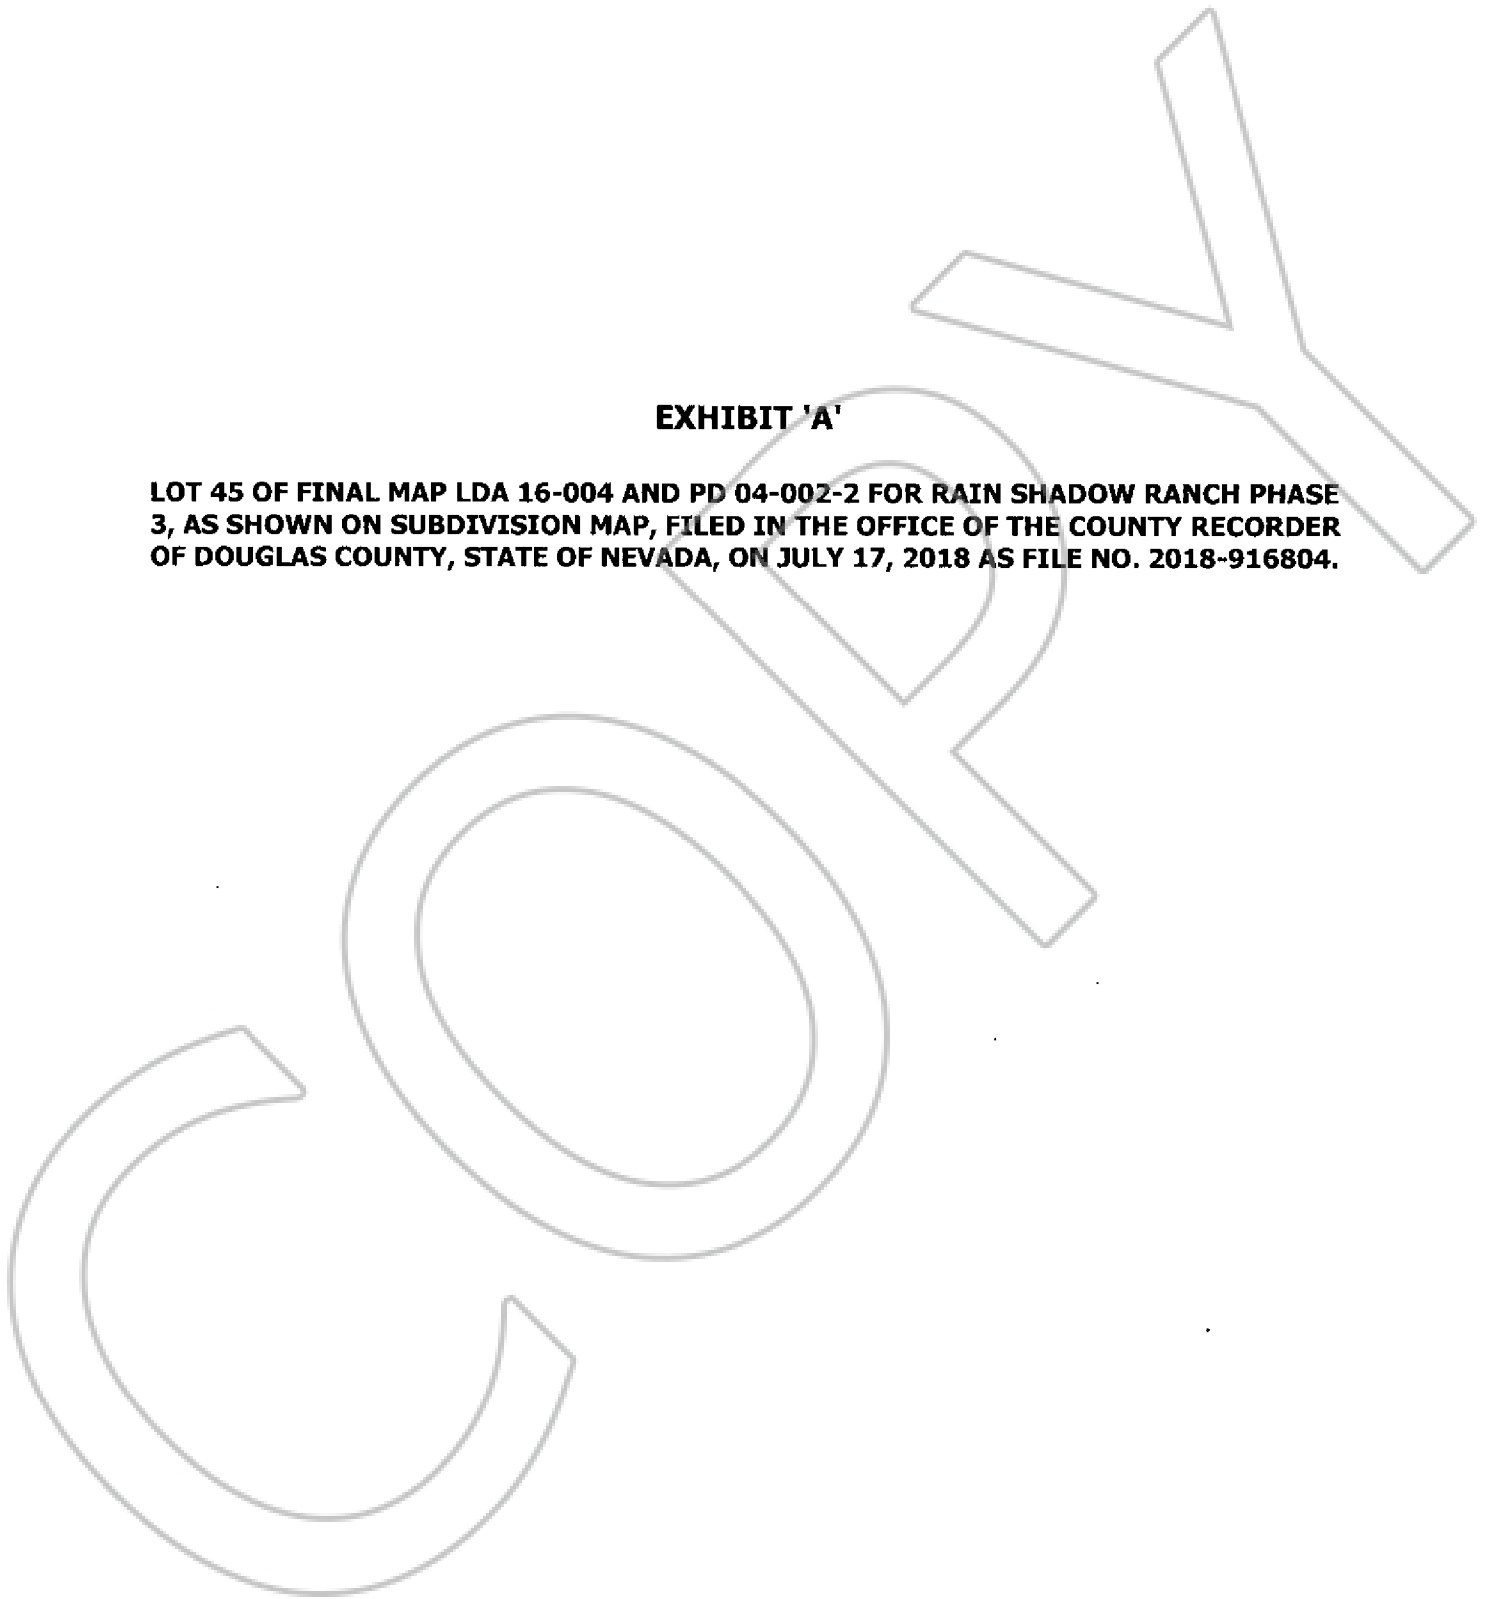 EXHIBIT 'A'
LOT 45 OF FINAL MAP LDA 16-004 AND PD 04-002-2 FOR RAIN SHADOW RANCH PHASE
3, AS SHOWN ON SUBDIVISION MAP, FILED IN THE OFFICE OF THE COUNTY RECORDER
OF DOUGLAS COUNTY, STATE OF NEVADA, ON JULY 17, 2018 AS FILE NO. 2018-916804.
COPY